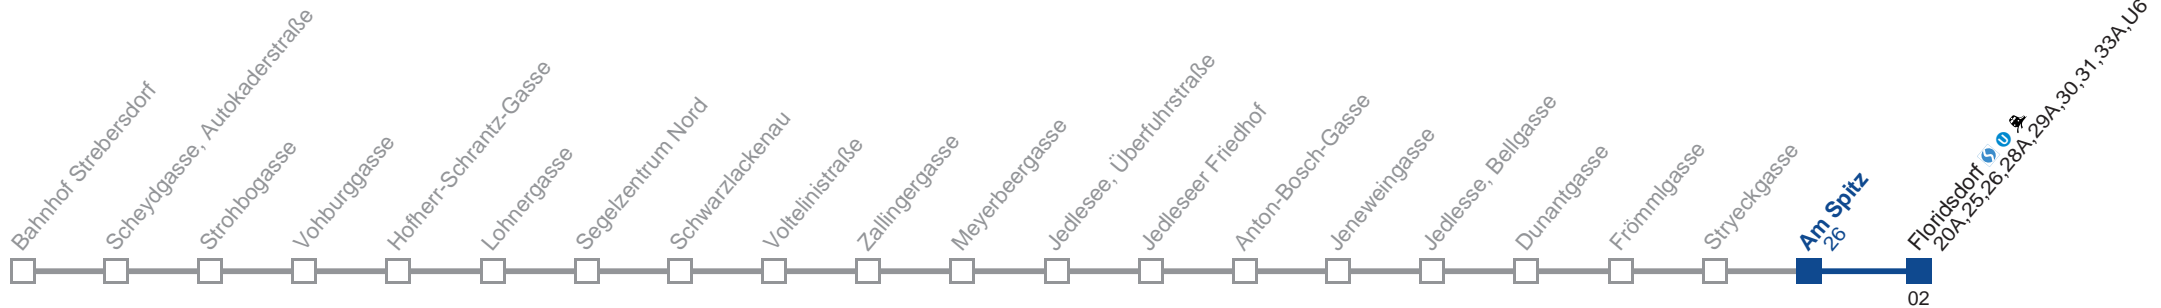 Bahnhof Strebersdorf
Scheydgasse, Autokaderstraße
Strohbogasse
Vohburggasse
Hofherr-Schrantz-Gasse
Lohnergasse
Segelzentrum Nord
Schwarzlackenau
Voltelinistraße
Zallingergasse
Meyerbeergasse
Jedlesee, Überfuhrstraße
Jedleseer Friedhof
Anton-Bosch-Gasse
Jeneweingasse
Jedlesse, Bellgasse
Dunantgasse
Frömmlgasse
Stryeckgasse
Am Spitz
26
Floridsdorf S U
20A,25,26,28A,29A,30,31,33A,U6
02